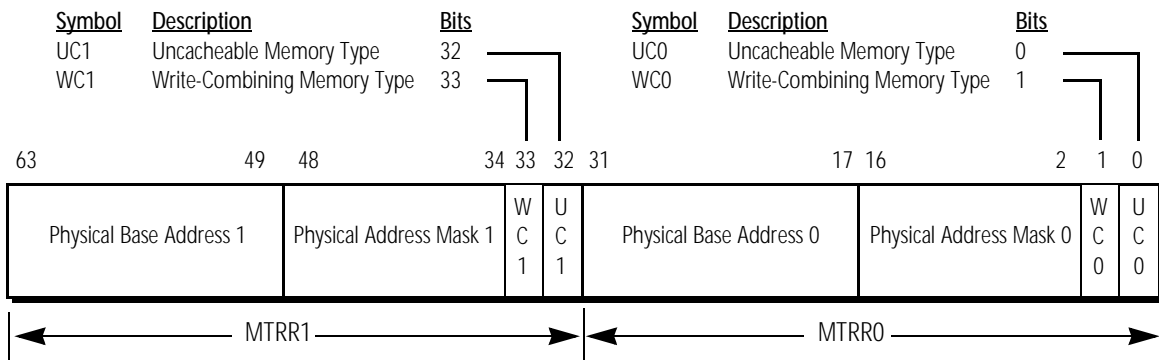 Symbol Description Bits Symbol Description Bits
UC1 Uncacheable Memory Type 32 UC0 Uncacheable Memory Type 0
WC1 Write-Combining Memory Type 33 WC0 Write-Combining Memory Type 1
63 49 48 34 33 32 31 17 16 2 1 0
Physical Base Address 1 Physical Address Mask 1 W C 1 U C 1 Physical Base Address 0 Physical Address Mask 0 W C 0 U C 0
MTRR1 MTRR0